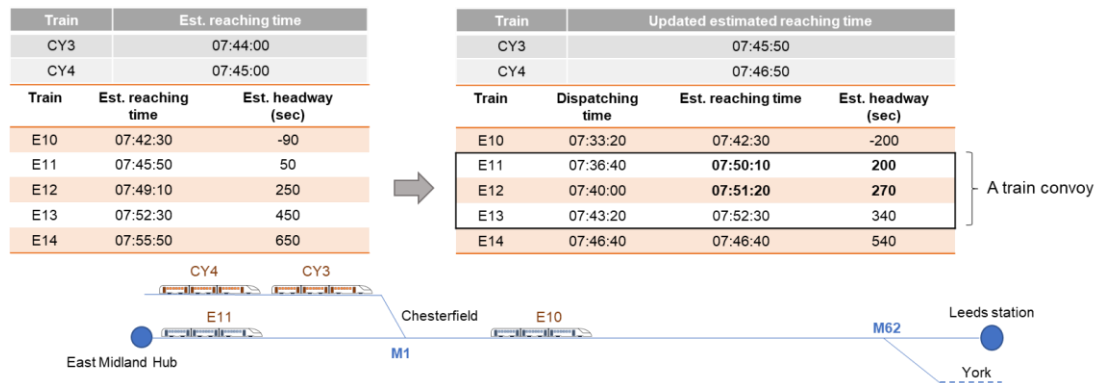 Train Est. reaching time
CY3 07:44:00
CY4 07:45:00
Train Est. reaching time Est. headway (sec)
E10 07:42:30 -90
E11 07:45:50 50
E12 07:49:10 250
E13 07:52:30 450
E14 07:55:50 650
Train Updated estimated reaching time
CY3 07:45:50
CY4 07:46:50
Train Dispatching time Est. reaching time Est. headway (sec)
E10 07:33:20 07:42:30 -200
E11 07:36:40 07:50:10 200
E12 07:40:00 07:51:20 270
E13 07:43:20 07:52:30 340
E14 07:46:40 07:46:40 540
A train convoy
CY4 CY3
E11 Chesterfield E10 Leeds station
East Midland Hub M1 M62
York